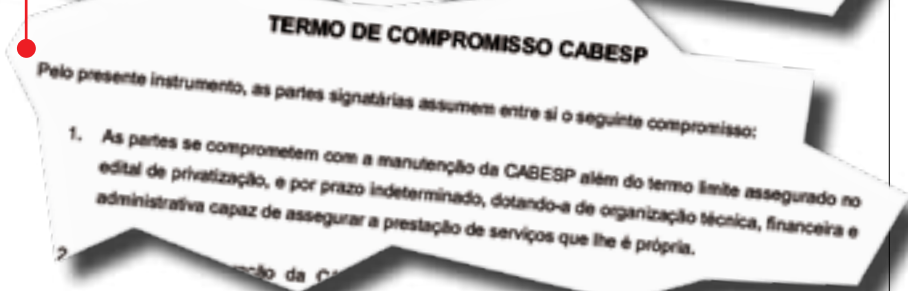 TERMO DE COMPROMISSO CABESP
Pelo presente instrumento, as partes signatárias assumem entre si o seguinte compromisso:
1. As partes se comprometem com a manutenção da CABESP além do termo limite assegurado no
edital de privatização, e por prazo indeterminado, dotando-a de organização técnica, financeira e
administrativa capaz de assegurar a prestação de serviços que lhe é própria.
2
da